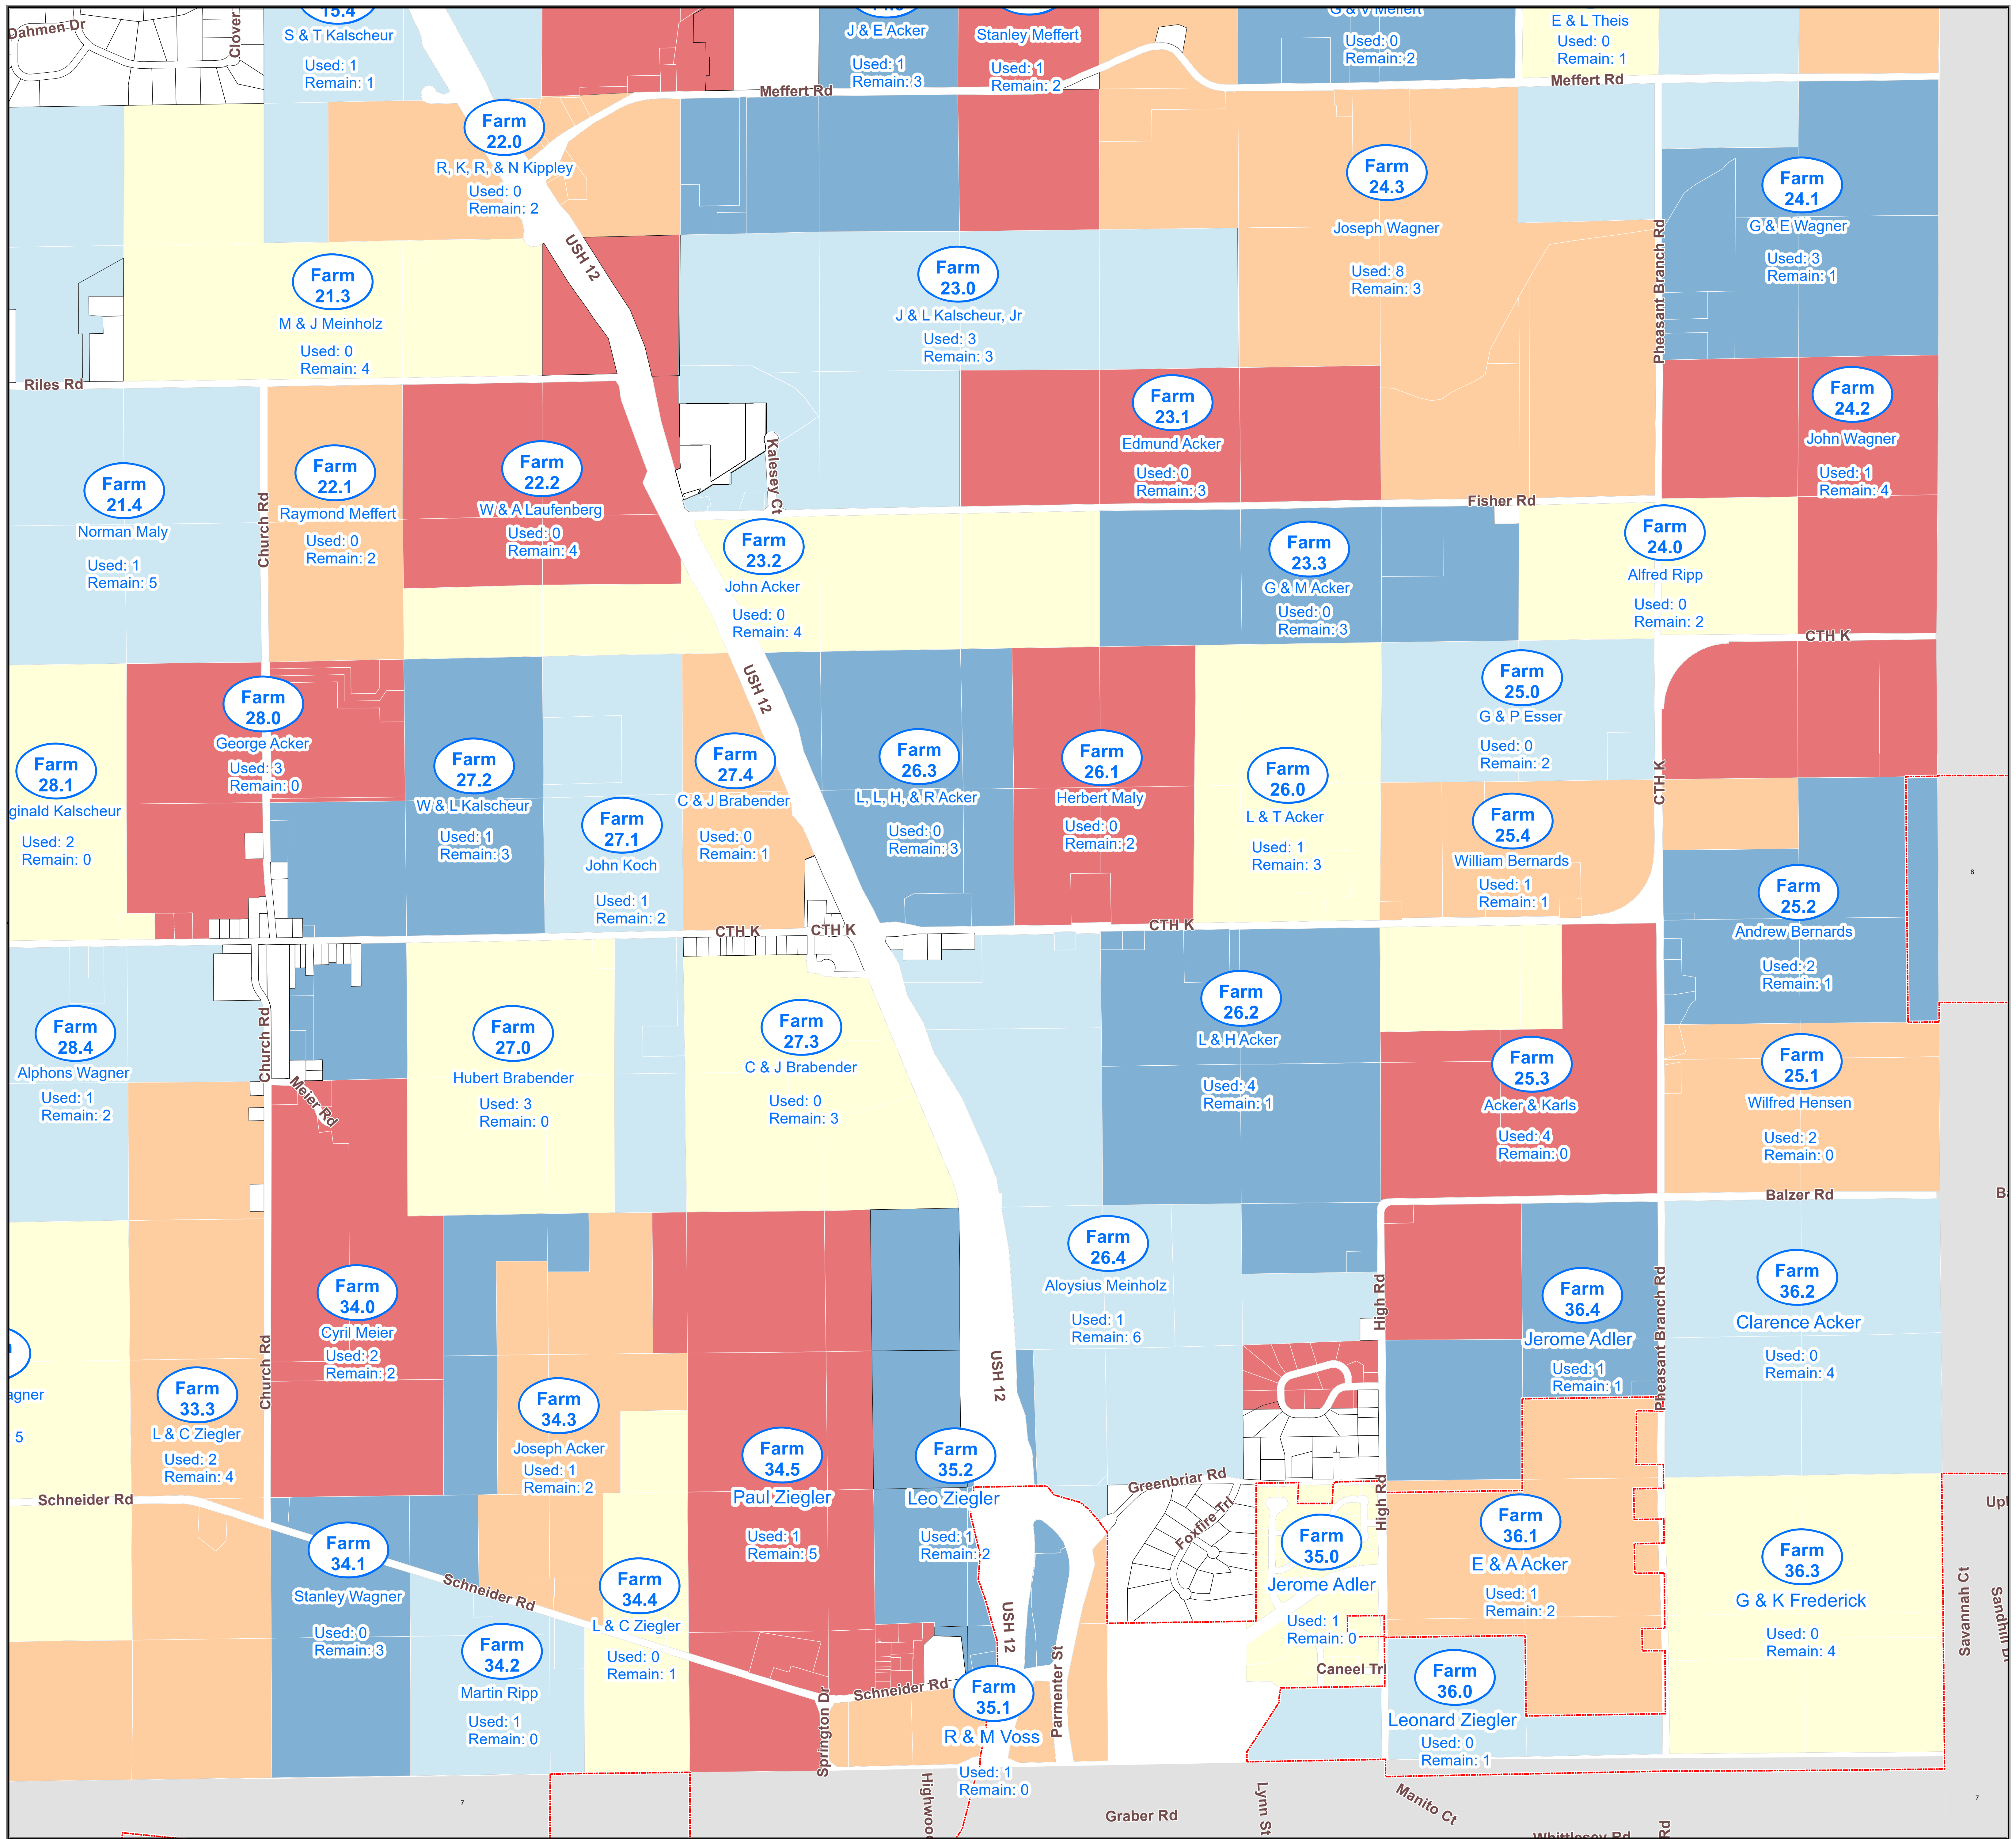 Dahmen Dr
Clover
15.4
S & T Kalscheur
Used: 1
Remain: 1
J & E Acker
Used: 1
Remain: 3
Stanley Meffert
Used: 1
Remain: 2
G & V Meffert
Used: 0
Remain: 2
E & L Theis
Used: 0
Remain: 1
Meffert Rd
Meffert Rd
Farm
22.0
R, K, R, & N Kippley
Used: 0
Remain: 2
USH 12
Farm
24.3
Joseph Wagner
Used: 8
Remain: 3
Pheasant Branch Rd
Farm
24.1
G & E Wagner
Used: 3
Remain: 1
Farm
21.3
M & J Meinholz
Used: 0
Remain: 4
Farm
23.0
J & L Kalscheur, Jr
Used: 3
Remain: 3
Riles Rd
Farm
23.1
Edmund Acker
Used: 0
Remain: 3
Farm
24.2
John Wagner
Used: 1
Remain: 4
Farm
21.4
Norman Maly
Used: 1
Remain: 5
Church Rd
Farm
22.1
Raymond Meffert
Used: 0
Remain: 2
Farm
22.2
W & A Laufenberg
Used: 0
Remain: 4
Kalesey Ct
Fisher Rd
Farm
23.2
John Acker
Used: 0
Remain: 4
Farm
23.3
G & M Acker
Used: 0
Remain: 3
Farm
24.0
Alfred Ripp
Used: 0
Remain: 2
CTH K
Farm
28.0
George Acker
Used: 3
Remain: 0
Farm
28.1
ginald Kalscheur
Used: 2
Remain: 0
Farm
27.2
W & L Kalscheur
Used: 1
Remain: 3
Farm
27.1
John Koch
Used: 1
Remain: 2
Farm
27.4
C & J Brabender
Used: 0
Remain: 1
USH 12
Farm
26.3
L, L, H, & R Acker
Used: 0
Remain: 3
Farm
26.1
Herbert Maly
Used: 0
Remain: 2
Farm
26.0
L & T Acker
Used: 1
Remain: 3
Farm
25.0
G & P Esser
Used: 0
Remain: 2
CTH K
Farm
25.4
William Bernards
Used: 1
Remain: 1
Farm
25.2
Andrew Bernards
Used: 2
Remain: 1
8
CTH K
CTH K
CTH K
Farm
28.4
Alphons Wagner
Used: 1
Remain: 2
Church Rd
Meier Rd
Farm
27.0
Hubert Brabender
Used: 3
Remain: 0
Farm
27.3
C & J Brabender
Used: 0
Remain: 3
Farm
26.2
L & H Acker
Used: 4
Remain: 1
Farm
25.3
Acker & Karls
Used: 4
Remain: 0
Farm
25.1
Wilfred Hensen
Used: 2
Remain: 0
Balzer Rd
Farm
34.0
Cyril Meier
Used: 2
Remain: 2
Farm
26.4
Aloysius Meinholz
Used: 1
Remain: 6
High Rd
Farm
36.4
Jerome Adler
Used: 1
Remain: 1
Pheasant Branch Rd
Farm
36.2
Clarence Acker
Used: 0
Remain: 4
agner
5
Farm
33.3
L & C Ziegler
Used: 2
Remain: 4
Church Rd
Farm
34.3
Joseph Acker
Used: 1
Remain: 2
Farm
34.5
Paul Ziegler
Used: 1
Remain: 5
Farm
35.2
Leo Ziegler
Used: 1
Remain: 2
USH 12
Greenbriar Rd
Foxfire Trl
High Rd
Farm
35.0
Jerome Adler
Used: 1
Remain: 0
Farm
36.1
E & A Acker
Used: 1
Remain: 2
Farm
36.3
G & K Frederick
Used: 0
Remain: 4
Schneider Rd
Farm
34.1
Stanley Wagner
Used: 0
Remain: 3
Schneider Rd
Farm
34.4
L & C Ziegler
Used: 0
Remain: 1
Farm
34.2
Martin Ripp
Used: 1
Remain: 0
USH 12
Parmenter St
Caneel Trl
Savannah Ct
Springton Dr
Schneider Rd
Farm
35.1
R & M Voss
Used: 1
Remain: 0
Farm
36.0
Leonard Ziegler
Used: 0
Remain: 1
7
Graber Rd
Lynn St
Manito Ct
Whittlesey Rd
Rd
7